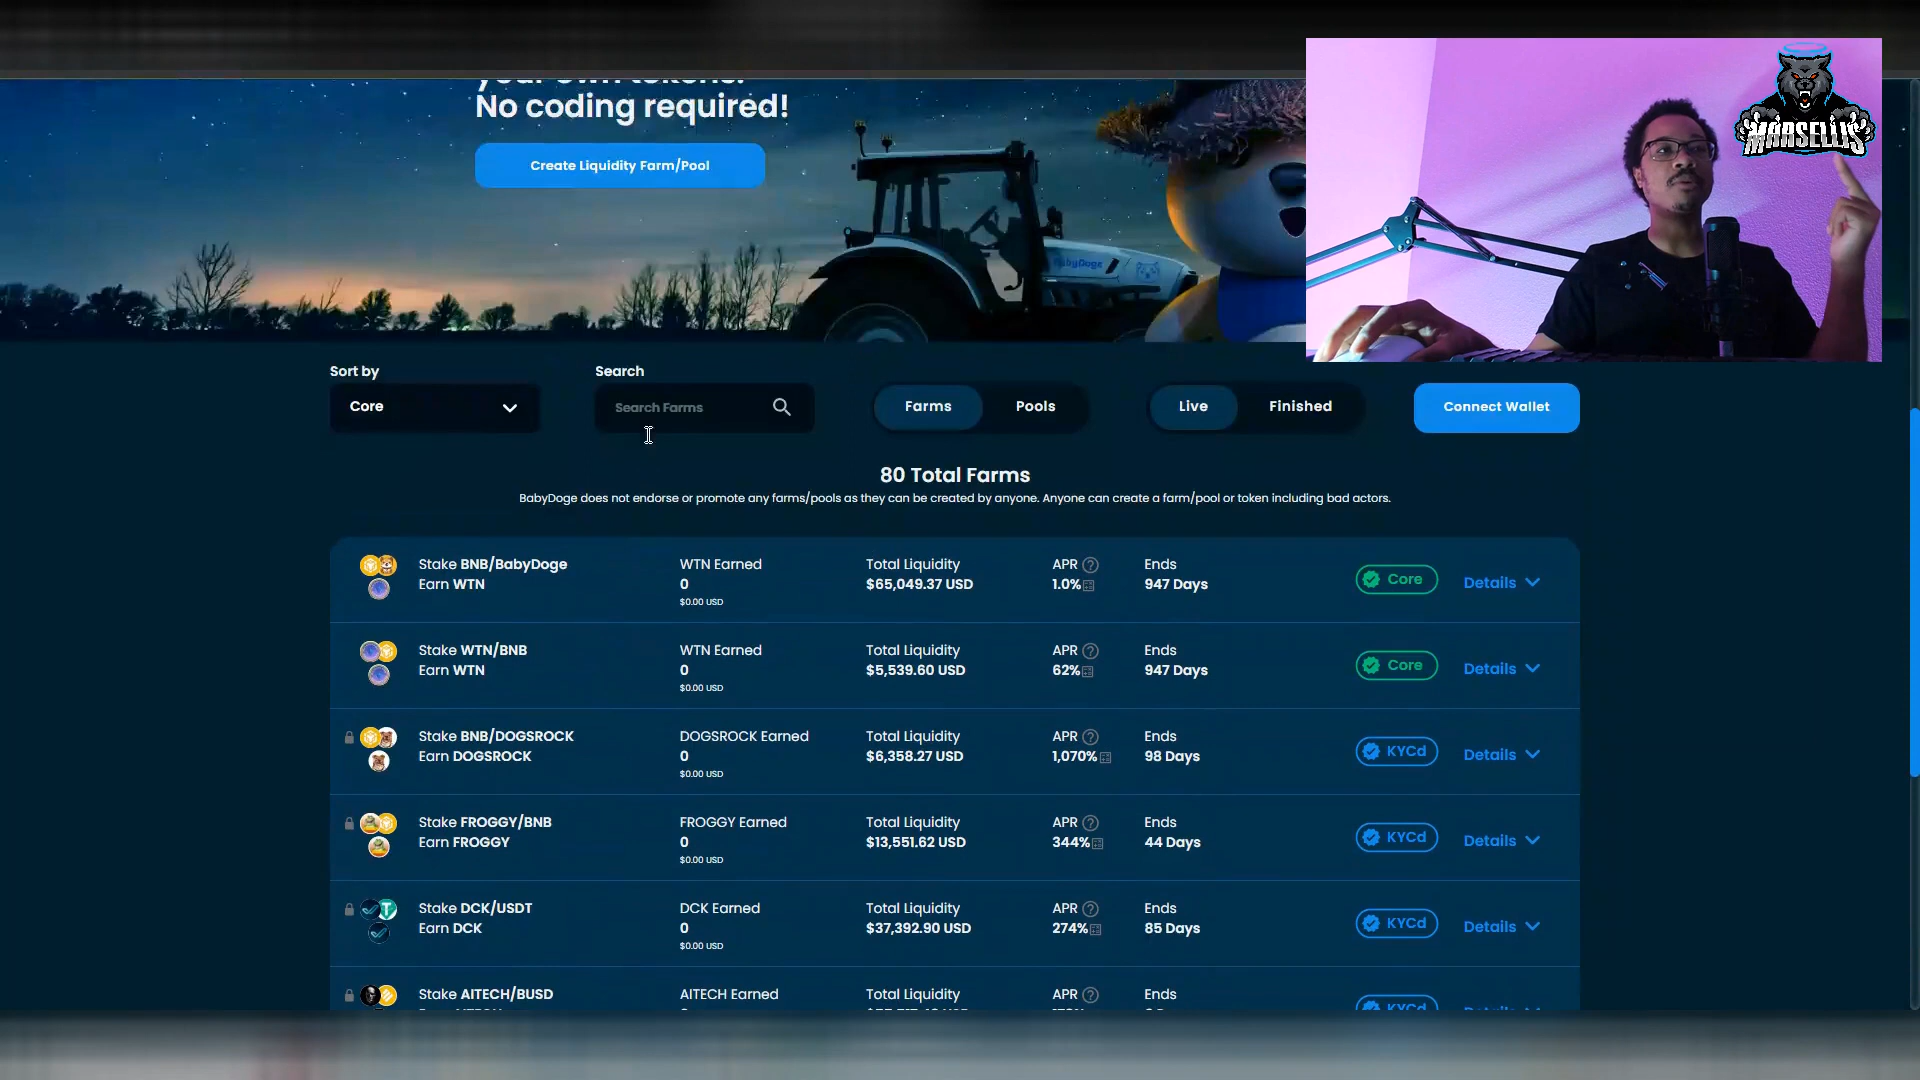 your own tokens.
No coding required!
Create Liquidity Farm/Pool
BabyDoge
MARSELLIS
Sort by
Search
Core
Search Farms
Farms
Pools
Live
Finished
Connect Wallet
80 Total Farms
BabyDoge does not endorse or promote any farms/pools as they can be created by anyone. Anyone can create a farm/pool or token including bad actors.
Stake BNB/BabyDoge
Earn WTN
WTN Earned
0
$0.00 USD
Total Liquidity
$65,049.37 USD
APR ?
1.0%
Ends
947 Days
Core
Details
Stake WTN/BNB
Earn WTN
WTN Earned
0
$0.00 USD
Total Liquidity
$5,539.60 USD
APR ?
62%
Ends
947 Days
Core
Details
Stake BNB/DOGSROCK
Earn DOGSROCK
DOGSROCK Earned
0
$0.00 USD
Total Liquidity
$6,358.27 USD
APR ?
1,070%
Ends
98 Days
KYCd
Details
Stake FROGGY/BNB
Earn FROGGY
FROGGY Earned
0
$0.00 USD
Total Liquidity
$13,551.62 USD
APR ?
344%
Ends
44 Days
KYCd
Details
Stake DCK/USDT
Earn DCK
DCK Earned
0
$0.00 USD
Total Liquidity
$37,392.90 USD
APR ?
274%
Ends
85 Days
KYCd
Details
Stake AITECH/BUSD
AITECH Earned
Total Liquidity
APR ?
Ends
KYCd